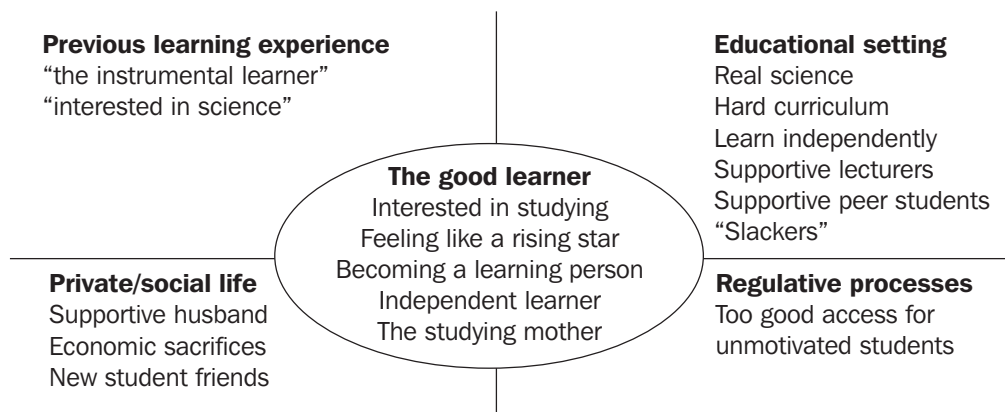 Previous learning experience
“the instrumental learner”
“interested in science”
Educational setting
Real science
Hard curriculum
Learn independently
Supportive lecturers
Supportive peer students
“Slackers”
The good learner
Interested in studying
Feeling like a rising star
Becoming a learning person
Independent learner
The studying mother
Private/social life
Supportive husband
Economic sacrifices
New student friends
Regulative processes
Too good access for
unmotivated students